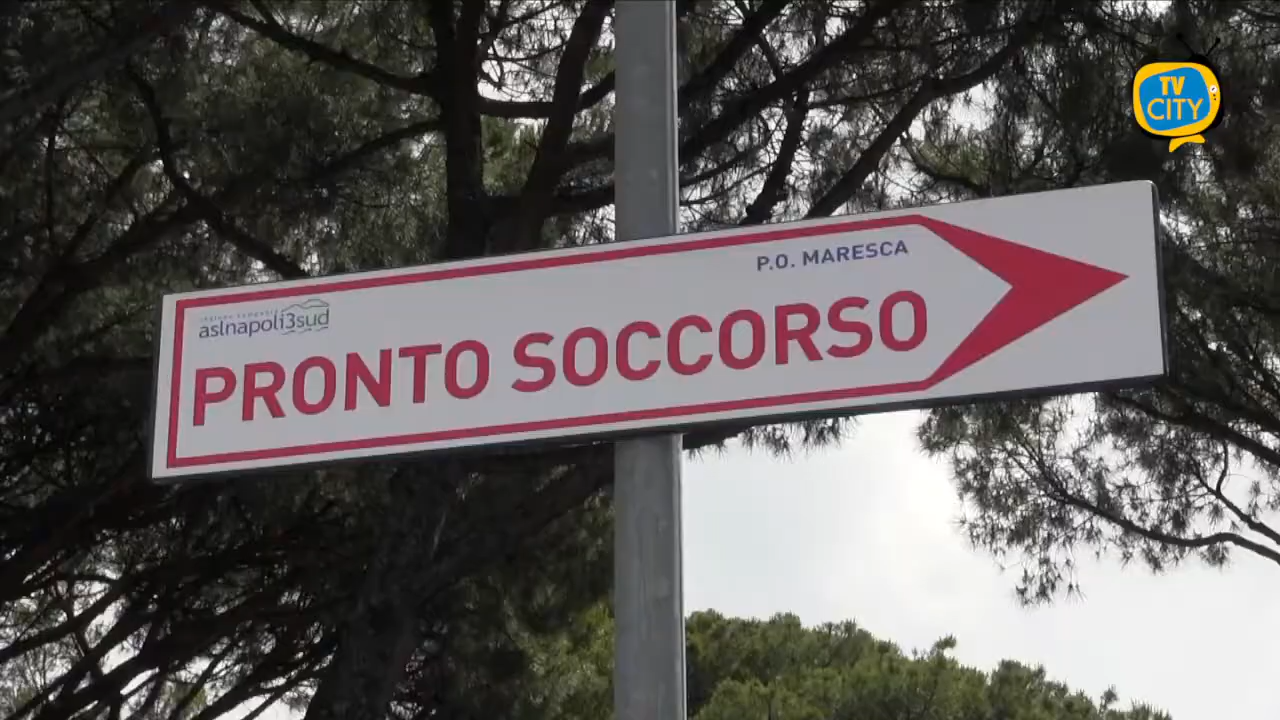 TV
CITY
P.O. MARESCA
aslnapoli3sud
PRONTO SOCCORSO